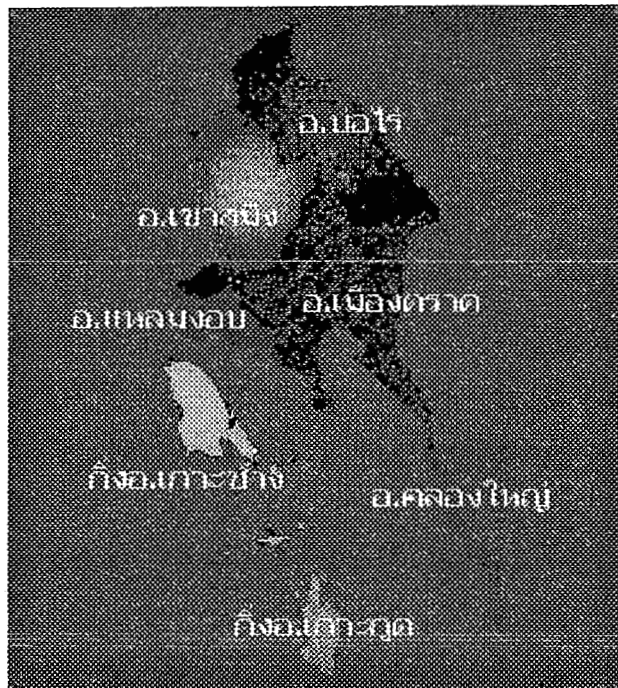 อ.บ่อไร่
อ.เขาสมิง
อ.เมืองตราด
อ.แหลมงอบ
กิ่งอ.เกาะช้าง
อ.คลองใหญ่
กิ่งอ.เกาะกูด